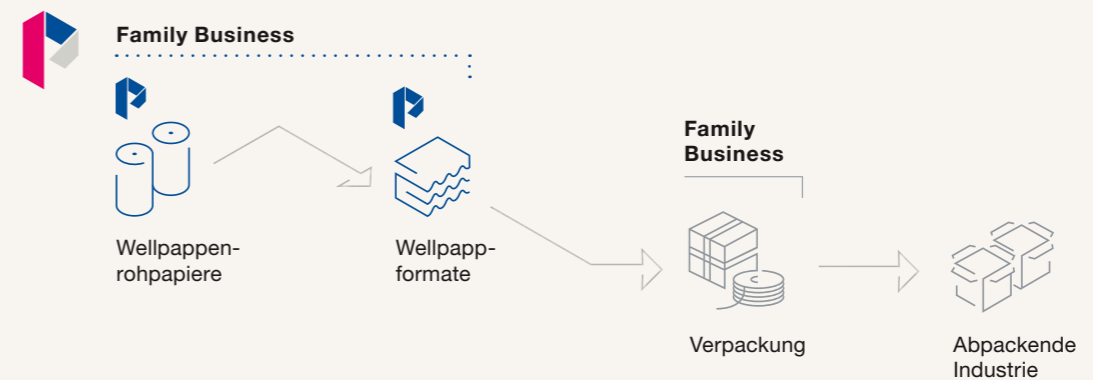 Family Business
Wellpappen-
rohpapiere
Wellpapp-
formate
Family
Business
Verpackung
Abpackende
Industrie